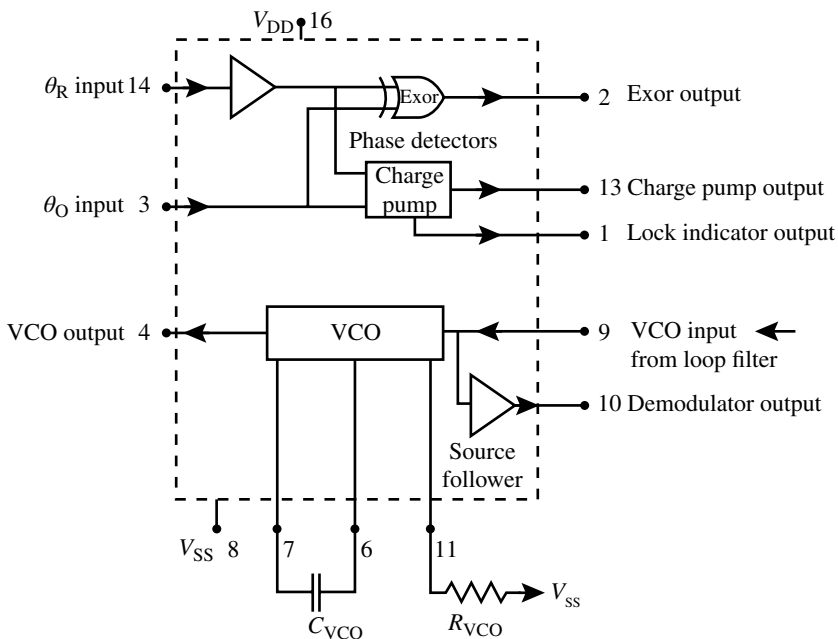 V_DD 16
θ_R input 14
Exor
2 Exor output
Phase detectors
Charge
pump
13 Charge pump output
θ_O input 3
1 Lock indicator output
VCO output 4
VCO
9 VCO input
from loop filter
10 Demodulator output
Source
follower
V_SS 8
7
6
11
C_VCO
R_VCO
V_SS